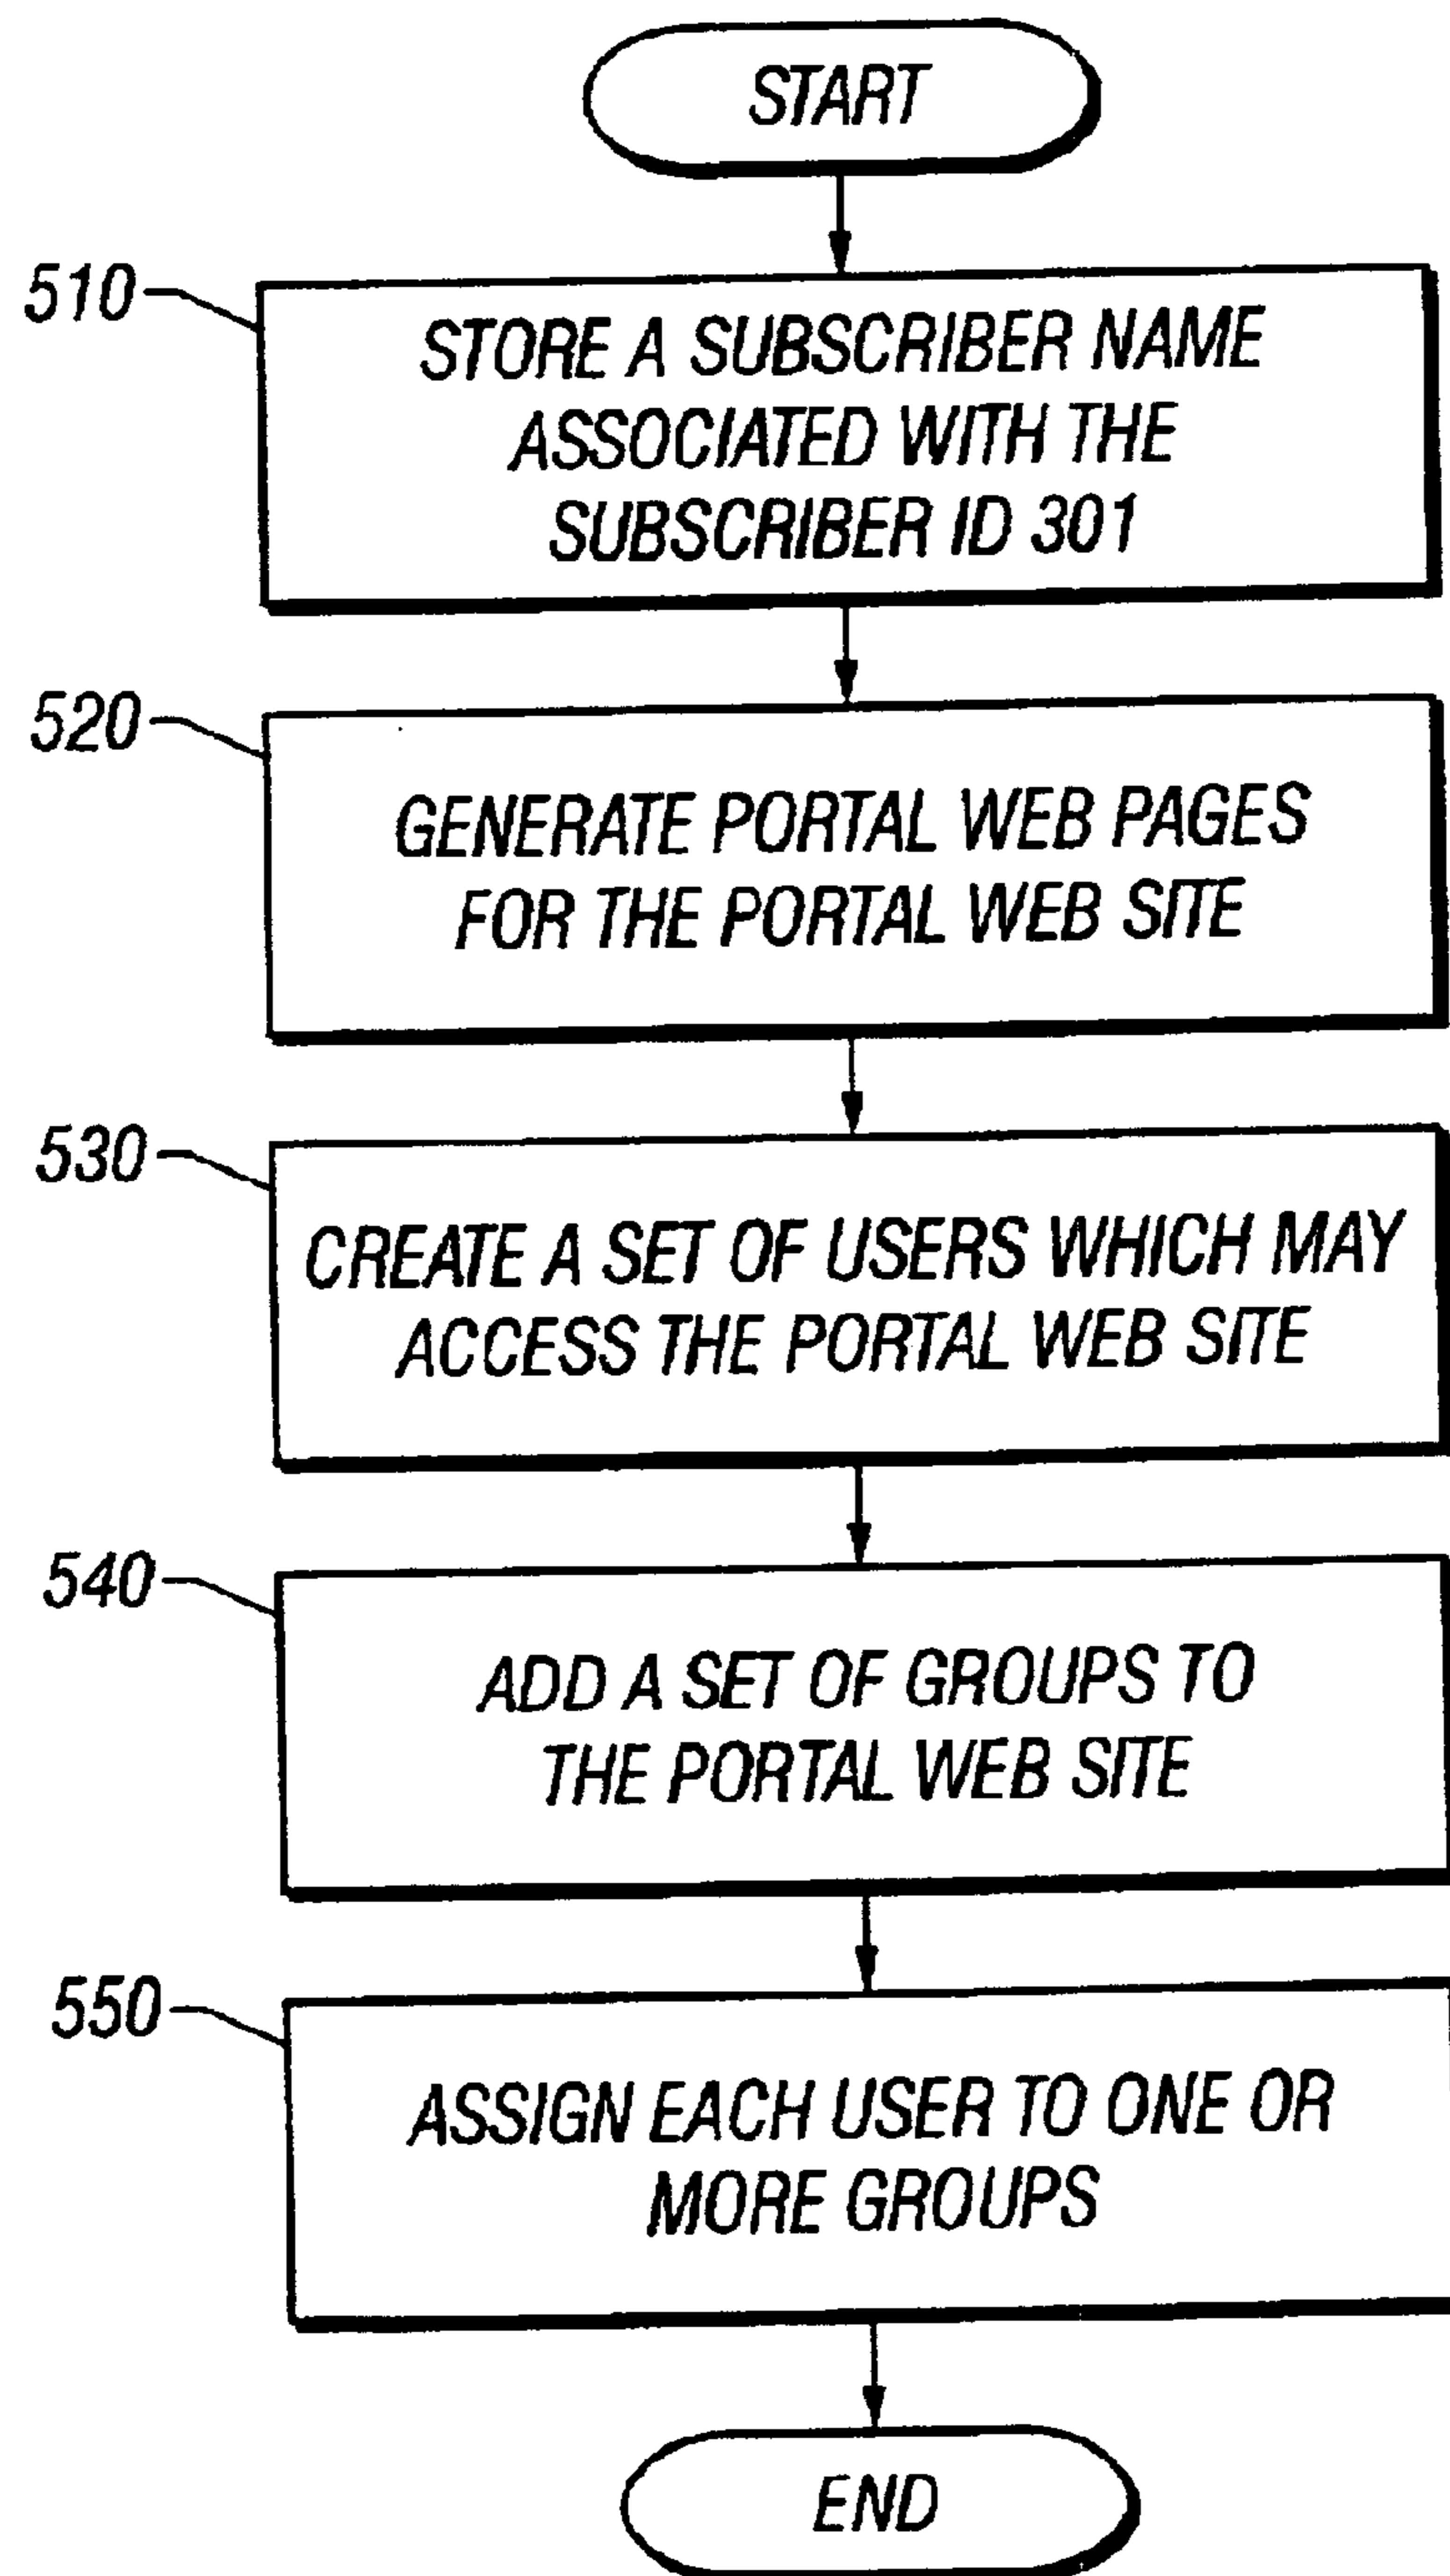 START
510
STORE A SUBSCRIBER NAME
ASSOCIATED WITH THE
SUBSCRIBER ID 301
520
GENERATE PORTAL WEB PAGES
FOR THE PORTAL WEB SITE
530
CREATE A SET OF USERS WHICH MAY
ACCESS THE PORTAL WEB SITE
540
ADD A SET OF GROUPS TO
THE PORTAL WEB SITE
550
ASSIGN EACH USER TO ONE OR
MORE GROUPS
END